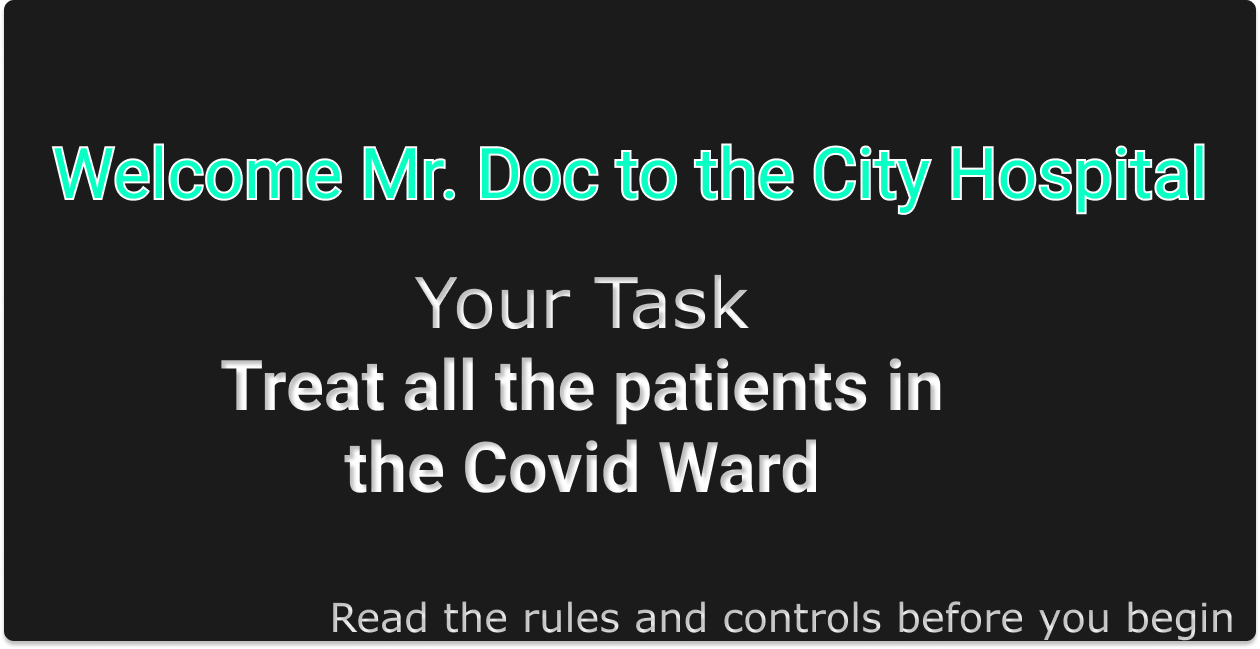 Welcome Mr. Doc to the City Hospital
Your Task
Treat all the patients in
the Covid Ward
Read the rules and controls before you begin